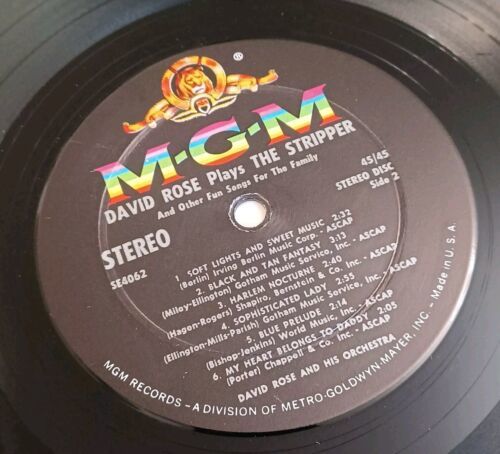 ®
M-G-M
DAVID ROSE Plays THE STRIPPER
And Other Fun Songs For The Family
STEREO
SE4062
45/45
STEREO DISC
Side 2
1. SOFT LIGHTS AND SWEET MUSIC - 2:32
(Berlin) Irving Berlin Music Corp. - ASCAP
2. BLACK AND TAN FANTASY - 3:13
(Miley-Ellington) Gotham Music Service, Inc. - ASCAP
3. HARLEM NOCTURNE - 2:40
(Hagen-Rogers) Shapiro, Bernstein & Co. Inc. - ASCAP
4. SOPHISTICATED LADY - 2:55
(Ellington-Mills-Parish) Gotham Music Service, Inc. - ASCAP
5. BLUE PRELUDE - 2:14
(Bishop-Jenkins) World Music, Inc. - ASCAP
6. MY HEART BELONGS TO DADDY - 2:05
(Porter) Chappell & Co., Inc. - ASCAP
DAVID ROSE AND HIS ORCHESTRA
MGM RECORDS - A DIVISION OF METRO-GOLDWYN-MAYER, INC. - Made in U.S.A.